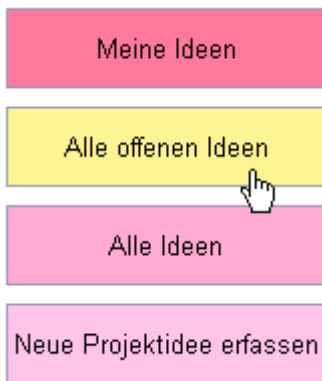 Meine Ideen
Alle offenen Ideen
Alle Ideen
Neue Projektidee erfassen